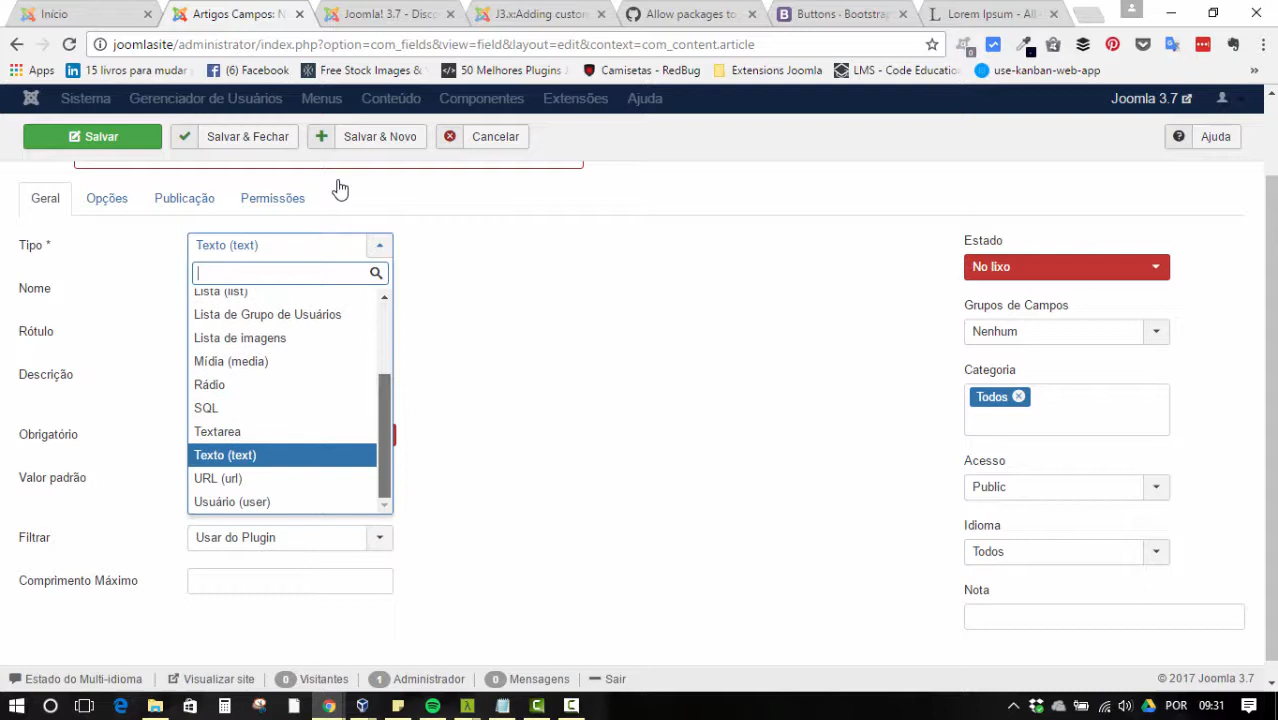 Início
Artigos Campos: N
Joomla! 3.7 - Discp
J3.x:Adding custom
Allow packages to
Buttons · Bootstrap
Lorem Ipsum - All
joomlasite/administrator/index.php?option=com_fields&view=field&layout=edit&context=com_content.article
Apps
15 livros para mudar
(6) Facebook
Free Stock Images &
50 Melhores Plugins J
Camisetas - RedBug
Extensions Joomla
LMS - Code Educatio
use-kanban-web-app
Sistema
Gerenciador de Usuários
Menus
Conteúdo
Componentes
Extensões
Ajuda
Joomla 3.7
Salvar
Salvar & Fechar
Salvar & Novo
Cancelar
Ajuda
Geral
Opções
Publicação
Permissões
Tipo *
Texto (text)
Lista (list)
Lista de Grupo de Usuários
Lista de imagens
Mídia (media)
Rádio
SQL
Textarea
Texto (text)
URL (url)
Usuário (user)
Nome
Rótulo
Descrição
Obrigatório
Valor padrão
Filtrar
Usar do Plugin
Comprimento Máximo
Estado
No lixo
Grupos de Campos
Nenhum
Categoria
Todos
Acesso
Public
Idioma
Todos
Nota
Estado do Multi-idioma
Visualizar site
0 Visitantes
1 Administrador
0 Mensagens
Sair
© 2017 Joomla 3.7
POR
09:31